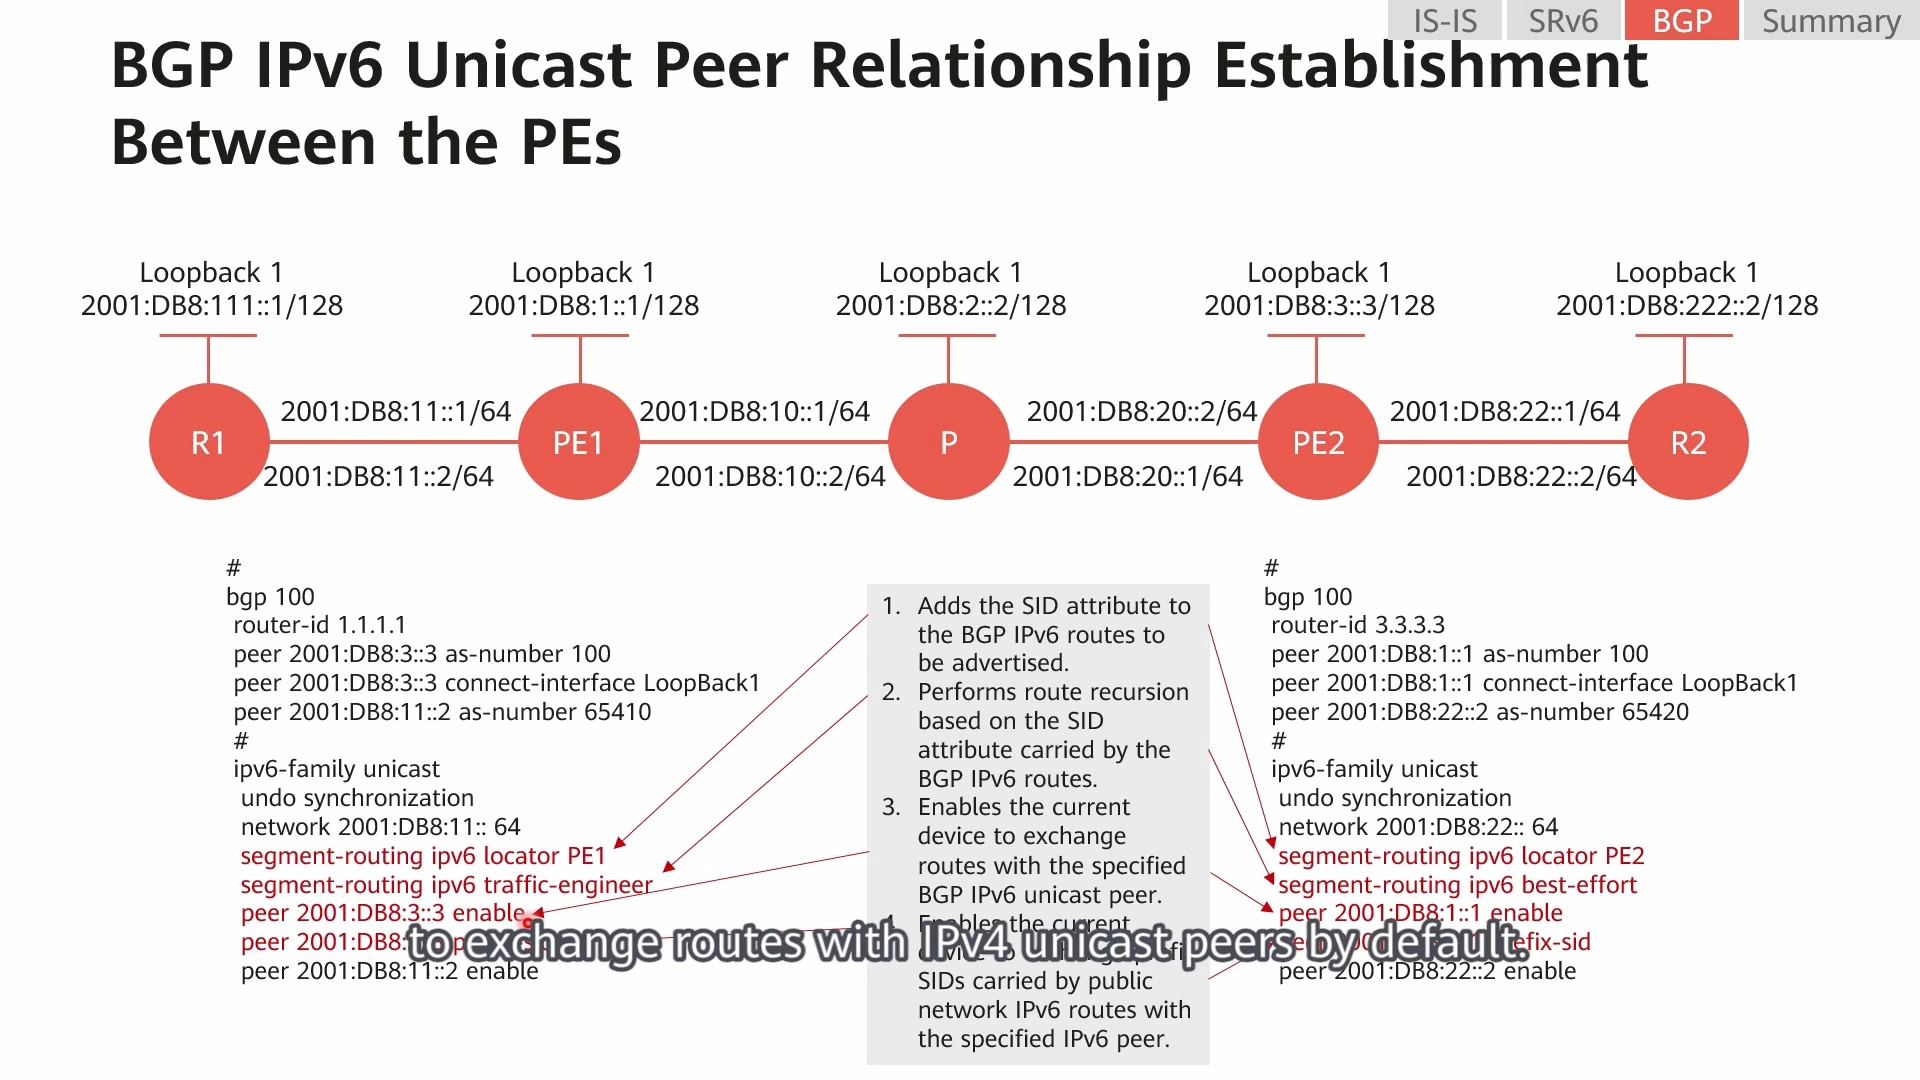 IS-IS
SRv6
BGP
Summary
BGP IPv6 Unicast Peer Relationship Establishment
Between the PEs
Loopback 1
2001:DB8:111::1/128
Loopback 1
2001:DB8:1::1/128
Loopback 1
2001:DB8:2::2/128
Loopback 1
2001:DB8:3::3/128
Loopback 1
2001:DB8:222::2/128
R1
2001:DB8:11::1/64
2001:DB8:11::2/64
PE1
2001:DB8:10::1/64
2001:DB8:10::2/64
P
2001:DB8:20::2/64
2001:DB8:20::1/64
PE2
2001:DB8:22::1/64
2001:DB8:22::2/64
R2
#
bgp 100
router-id 1.1.1.1
peer 2001:DB8:3::3 as-number 100
peer 2001:DB8:3::3 connect-interface LoopBack1
peer 2001:DB8:11::2 as-number 65410
#
ipv6-family unicast
undo synchronization
network 2001:DB8:11:: 64
segment-routing ipv6 locator PE1
segment-routing ipv6 traffic-engineer
peer 2001:DB8:3::3 enable
peer
peer 2001:DB8:11::2 enable
1. Adds the SID attribute to
the BGP IPv6 routes to
be advertised.
2. Performs route recursion
based on the SID
attribute carried by the
BGP IPv6 routes.
3. Enables the current
device to exchange
routes with the specified
BGP IPv6 unicast peer.
4. Enables the current
SIDs carried by public
network IPv6 routes with
the specified IPv6 peer.
#
bgp 100
router-id 3.3.3.3
peer 2001:DB8:1::1 as-number 100
peer 2001:DB8:1::1 connect-interface LoopBack1
peer 2001:DB8:22::2 as-number 65420
#
ipv6-family unicast
undo synchronization
network 2001:DB8:22:: 64
segment-routing ipv6 locator PE2
segment-routing ipv6 best-effort
peer 2001:DB8:1::1 enable
peer 2001:DB8:22::2 enable
to exchange routes with IPv4 unicast peers by default.